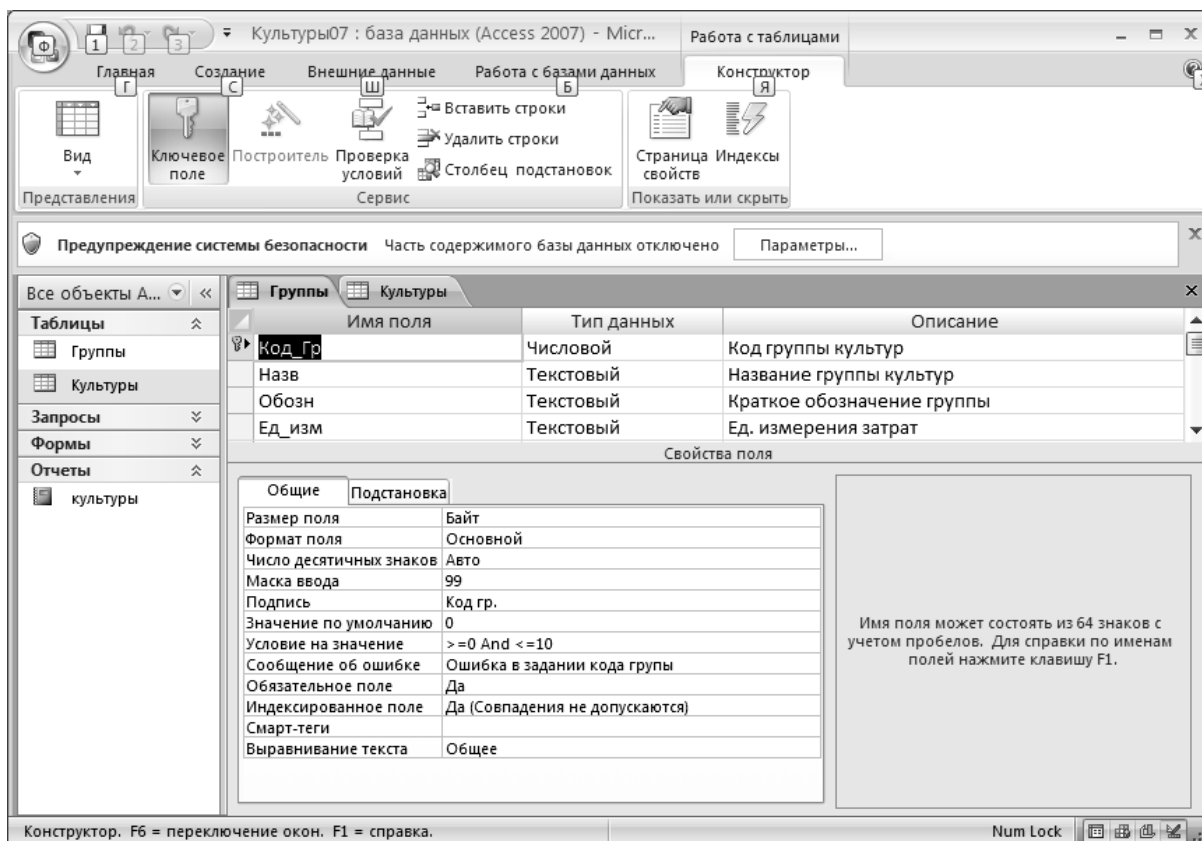 Культуры07 : база данных (Access 2007) - Micr... Работа с таблицами
Ф 1 2 3
Главная Создание Внешние данные Работа с базами данных Конструктор
Г С Ш Б Я
Вид
Ключевое поле
Построитель
Проверка условий
Вставить строки
Удалить строки
Столбец подстановок
Страница свойств
Индексы
Представления Сервис Показать или скрыть
Предупреждение системы безопасности Часть содержимого базы данных отключено Параметры...
Все объекты A... «
Таблицы
Группы
Культуры
Запросы
Формы
Отчеты
культуры
Группы Культуры
Имя поля Тип данных Описание
Код_Гр Числовой Код группы культур
Назв Текстовый Название группы культур
Обозн Текстовый Краткое обозначение группы
Ед_изм Текстовый Ед. измерения затрат
Свойства поля
Общие Подстановка
Размер поля Байт
Формат поля Основной
Число десятичных знаков Авто
Маска ввода 99
Подпись Код гр.
Значение по умолчанию 0
Условие на значение >=0 And <=10
Сообщение об ошибке Ошибка в задании кода групы
Обязательное поле Да
Индексированное поле Да (Совпадения не допускаются)
Смарт-теги
Выравнивание текста Общее
Имя поля может состоять из 64 знаков с
учетом пробелов. Для справки по именам
полей нажмите клавишу F1.
Конструктор. F6 = переключение окон. F1 = справка. Num Lock